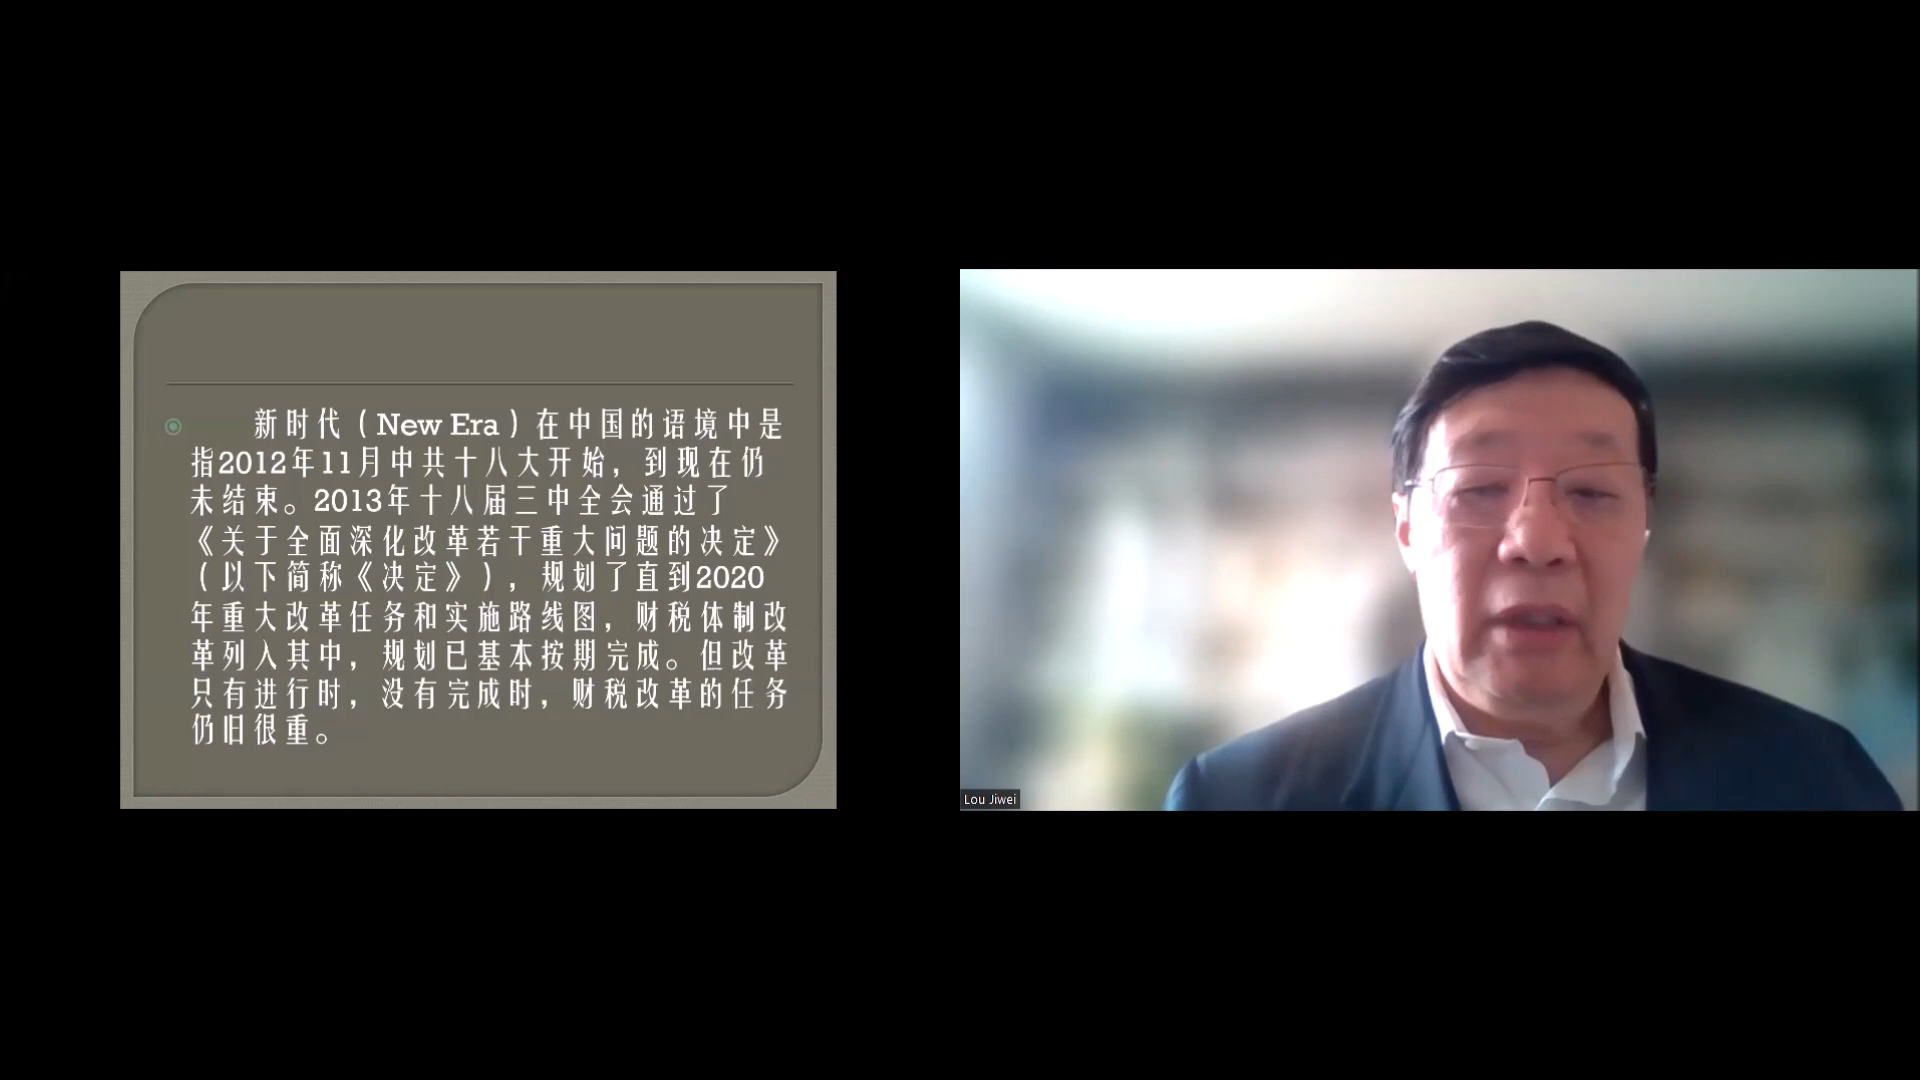 新时代（New Era）在中国的语境中是
指2012年11月中共十八大开始，到现在仍
未结束。2013年十八届三中全会通过了
《关于全面深化改革若干重大问题的决定》
（以下简称《决定》），规划了直到2020
年重大改革任务和实施路线图，财税体制改
革列入其中，规划已基本按期完成。但改革
只有进行时，没有完成时，财税改革的任务
仍旧很重。
Lou Jiwei